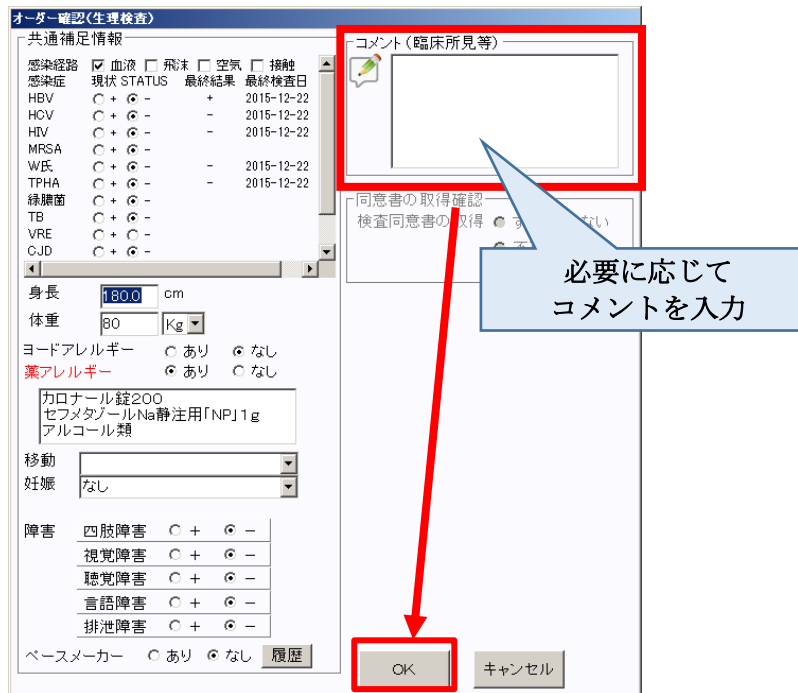 オーダー確認(生理検査)
共通補足情報
感染経路 血液 飛沫 空気 接触
感染症 現状 STATUS 最終結果 最終検査日
HBV + - + 2015-12-22
HCV + - - 2015-12-22
HIV + - - 2015-12-22
MRSA + -
W氏 + - - 2015-12-22
TPHA + - - 2015-12-22
緑膿菌 + -
TB + -
VRE + -
CJD + -
身長 180.0 cm
体重 80 Kg
ヨードアレルギー あり なし
薬アレルギー あり なし
カロナール錠200
セフメタゾールNa静注用「NP」1g
アルコール類
移動
妊娠 なし
障害 四肢障害 + -
視覚障害 + -
聴覚障害 + -
言語障害 + -
排泄障害 + -
ペースメーカー あり なし 履歴
コメント(臨床所見等)
同意書の取得確認
検査同意書の取得
必要に応じて
コメントを入力
OK キャンセル